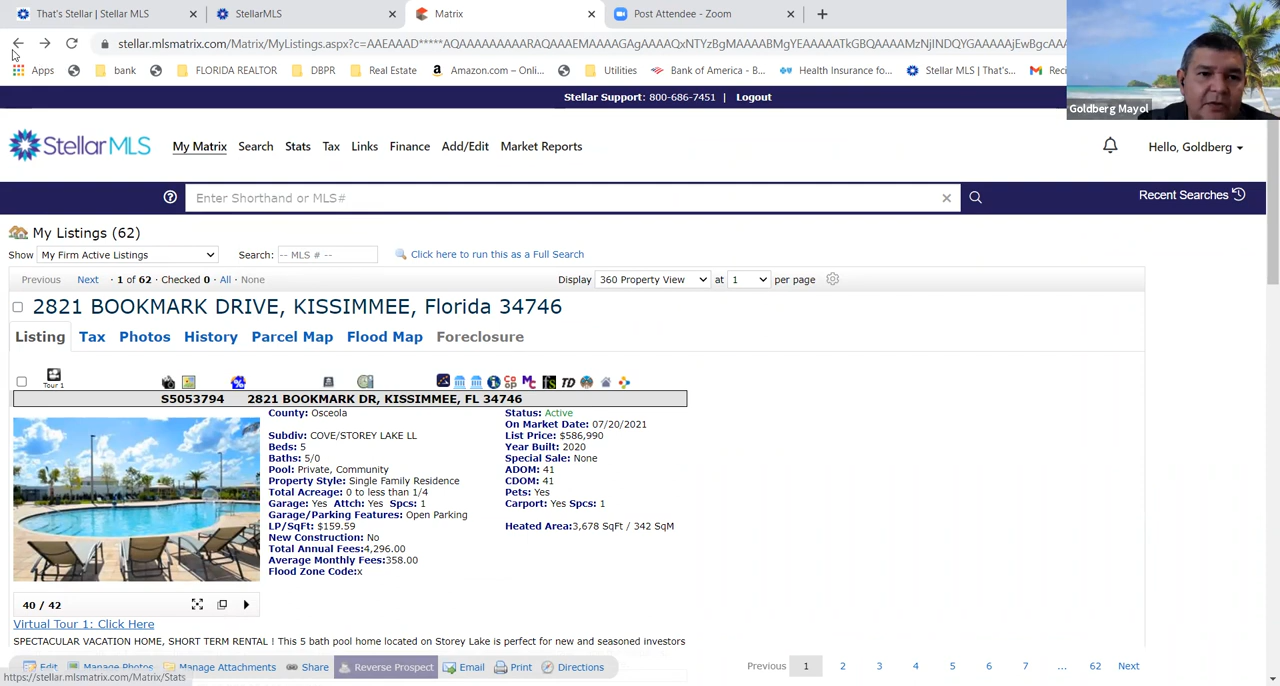 That's Stellar | Stellar MLS
StellarMLS
Matrix
Post Attendee - Zoom
stellar.mlsmatrix.com/Matrix/MyListings.aspx?c=AAEAAAD*****AQAAAAAAAAARAQAAAEMAAAAGAgAAAAQxNTYzBgMAAAABMgYEAAAAATkGBQAAAAMzNjINDQYGAAAAAjEwBgcAAA
Apps
bank
FLORIDA REALTOR
DBPR
Real Estate
Amazon.com – Onli...
Utilities
Bank of America - B...
Health Insurance fo...
Stellar MLS | That's...
Reci
Goldberg Mayol
Stellar Support: 800-686-7451 | Logout
StellarMLS
My Matrix Search Stats Tax Links Finance Add/Edit Market Reports
Hello, Goldberg
Enter Shorthand or MLS#
Recent Searches
My Listings (62)
Show My Firm Active Listings Search: -- MLS # -- Click here to run this as a Full Search
Previous Next · 1 of 62 · Checked 0 · All · None Display 360 Property View at 1 per page
2821 BOOKMARK DRIVE, KISSIMMEE, Florida 34746
Listing Tax Photos History Parcel Map Flood Map Foreclosure
Tour 1
S5053794 2821 BOOKMARK DR, KISSIMMEE, FL 34746
County: Osceola
Subdiv: COVE/STOREY LAKE LL
Beds: 5
Baths: 5/0
Pool: Private, Community
Property Style: Single Family Residence
Total Acreage: 0 to less than 1/4
Garage: Yes Attch: Yes Spcs: 1
Garage/Parking Features: Open Parking
LP/SqFt: $159.59
New Construction: No
Total Annual Fees:4,296.00
Average Monthly Fees:358.00
Flood Zone Code:x
Status: Active
On Market Date: 07/20/2021
List Price: $586,990
Year Built: 2020
Special Sale: None
ADOM: 41
CDOM: 41
Pets: Yes
Carport: Yes Spcs: 1
Heated Area:3,678 SqFt / 342 SqM
40 / 42
Virtual Tour 1: Click Here
SPECTACULAR VACATION HOME, SHORT TERM RENTAL ! This 5 bath pool home located on Storey Lake is perfect for new and seasoned investors
Edit Manage Photos Manage Attachments Share Reverse Prospect Email Print Directions
Previous 1 2 3 4 5 6 7 ... 62 Next
https://stellar.mlsmatrix.com/Matrix/Stats